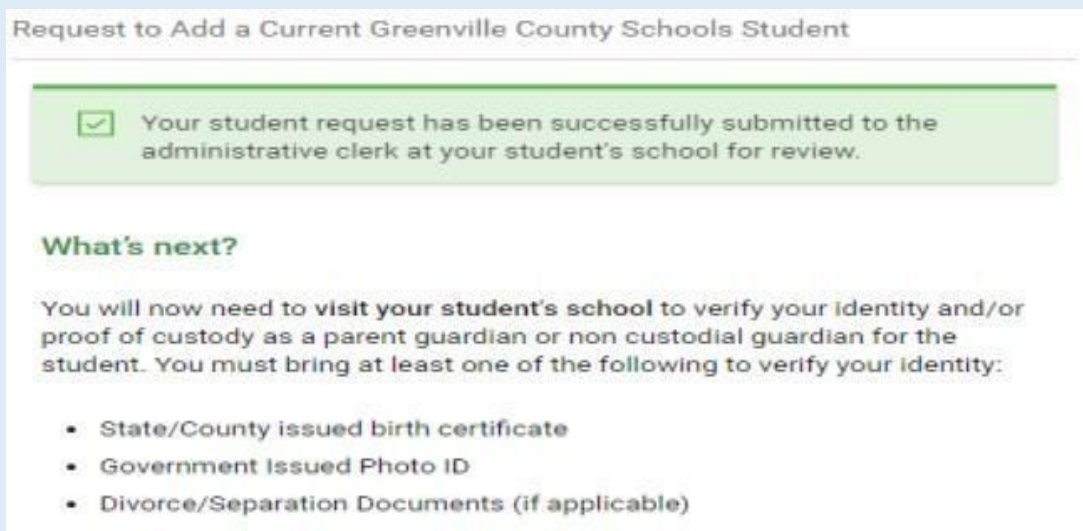 Request to Add a Current Greenville County Schools Student
Your student request has been successfully submitted to the
administrative clerk at your student's school for review.
What's next?
You will now need to visit your student's school to verify your identity and/or
proof of custody as a parent guardian or non custodial guardian for the
student. You must bring at least one of the following to verify your identity:
• State/County issued birth certificate
• Government Issued Photo ID
• Divorce/Separation Documents (if applicable)